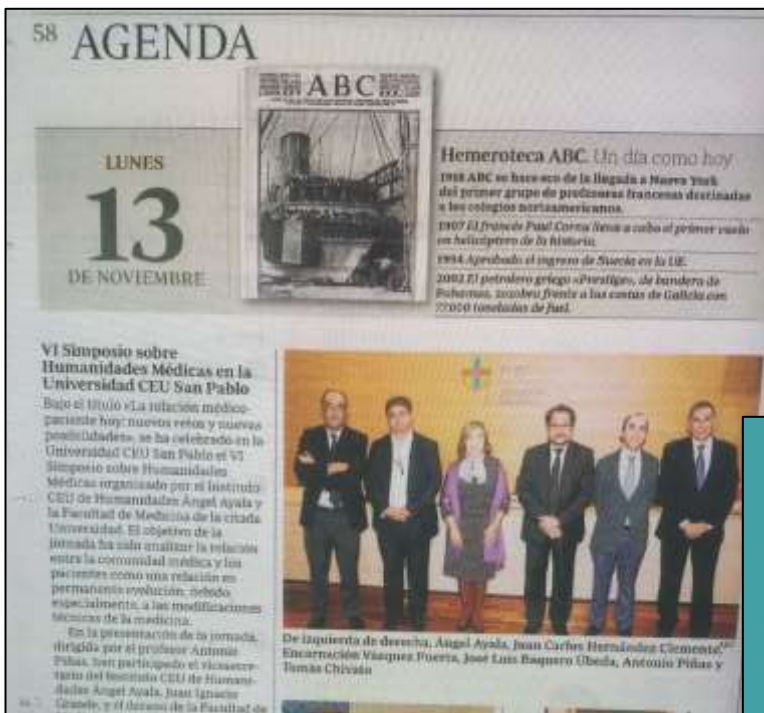 58 AGENDA
ABC
LUNES
13
DE NOVIEMBRE
Hemeroteca ABC. Un día como hoy
1918 ABC se hace eco de la llegada a Nueva York
del primer grupo de profesoras francesas destinadas
a los colegios norteamericanos.
1907 El francés Paul Cornu lleva a cabo el primer vuelo
en helicóptero de la historia.
1994 Aprobado el ingreso de Suecia en la UE.
2002 El petrolero griego «Prestige», de bandera de
Bahamas, zozobra frente a las costas de Galicia con
77.000 toneladas de fuel.
VI Simposio sobre
Humanidades Médicas en la
Universidad CEU San Pablo
Bajo el título «La relación médico-
paciente hoy: nuevos retos y nuevas
posibilidades», se ha celebrado en la
Universidad CEU San Pablo el VI
Simposio sobre Humanidades
Médicas organizado por el Instituto
CEU de Humanidades Ángel Ayala y
la Facultad de Medicina de la citada
Universidad. El objetivo de la
jornada ha sido analizar la relación
entre la comunidad médica y los
pacientes como una relación en
permanente evolución, debido
especialmente, a las modificaciones
técnicas de la medicina.
En la presentación de la jornada,
dirigida por el profesor Antonio
Piñas, han participado el vicesecre-
tario del Instituto CEU de Humani-
dades Ángel Ayala, Juan Ignacio
Grande, y el decano de la Facultad de
De izquierda de derecha, Ángel Ayala, Juan Carlos Hernández Clemente,
Encarnación Vázquez Puerta, José Luis Baquero Úbeda, Antonio Piñas y
Tomás Chivato